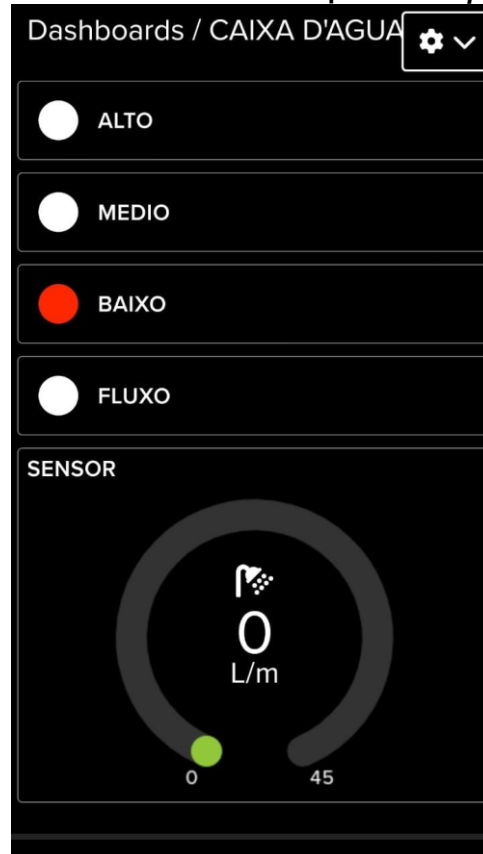 Dashboards / CAIXA D'AGUA
ALTO
MEDIO
BAIXO
FLUXO
SENSOR
0
L/m
0 45